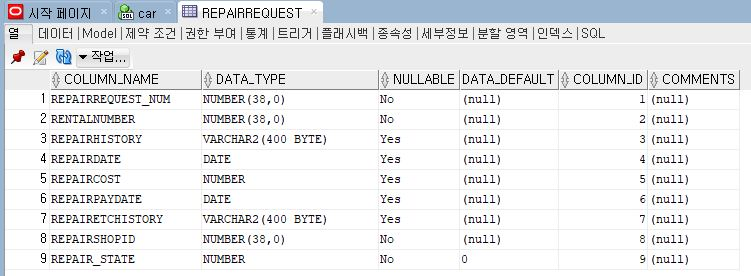 시작 페이지 × car × REPAIRREQUEST ×
열 데이터 Model 제약 조건 권한 부여 통계 트리거 플래시백 종속성 세부정보 분할 영역 인덱스 SQL
작업...
COLUMN_NAME DATA_TYPE NULLABLE DATA_DEFAULT COLUMN_ID COMMENTS
1 REPAIRREQUEST_NUM NUMBER(38,0) No (null) 1 (null)
2 RENTALNUMBER NUMBER(38,0) No (null) 2 (null)
3 REPAIRHISTORY VARCHAR2(400 BYTE) Yes (null) 3 (null)
4 REPAIRDATE DATE Yes (null) 4 (null)
5 REPAIRCOST NUMBER Yes (null) 5 (null)
6 REPAIRPAYDATE DATE Yes (null) 6 (null)
7 REPAIRETCHISTORY VARCHAR2(400 BYTE) Yes (null) 7 (null)
8 REPAIRSHOPID NUMBER(38,0) No (null) 8 (null)
9 REPAIR_STATE NUMBER No 0 9 (null)